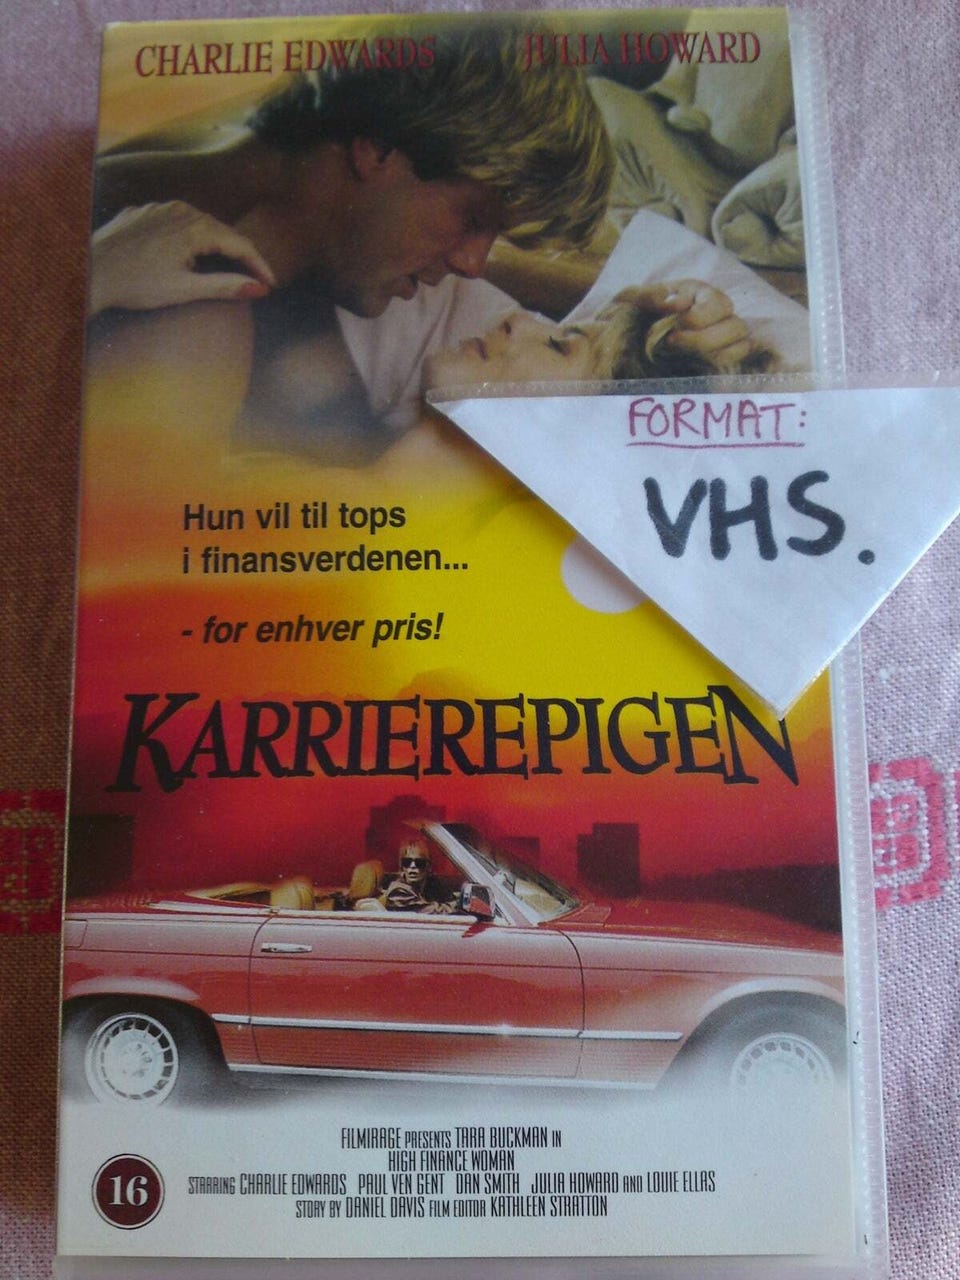 CHARLIE EDWARDS JULIA HOWARD
FORMAT:
VHS.
Hun vil til tops
i finansverdenen...
- for enhver pris!
KARRIEREPIGEN
FILMIRAGE PRESENTS TARA BUCKMAN IN
HIGH FINANCE WOMAN
STARRING CHARLIE EDWARDS PAUL VEN GENT DAN SMITH JULIA HOWARD AND LOUIE ELLAS
STORY BY DANIEL DAVIS FILM EDITOR KATHLEEN STRATTON
16